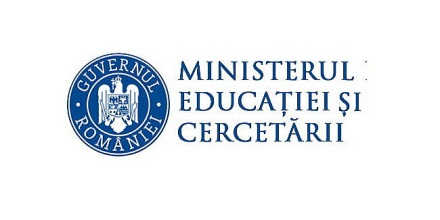 GUVERNUL
ROMÂNIEI
MINISTERUL
EDUCAȚIEI ȘI
CERCETĂRII